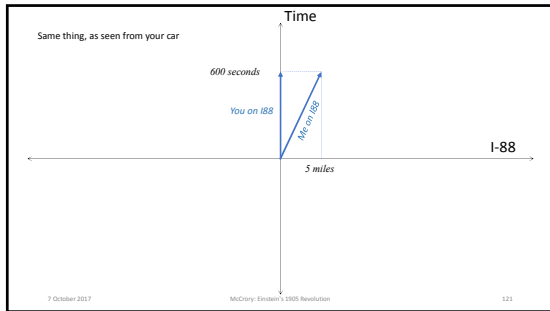 Time
Same thing, as seen from your car
600 seconds
You on I88
Me on I88
I-88
5 miles
7 October 2017
McCrory: Einstein's 1905 Revolution
121